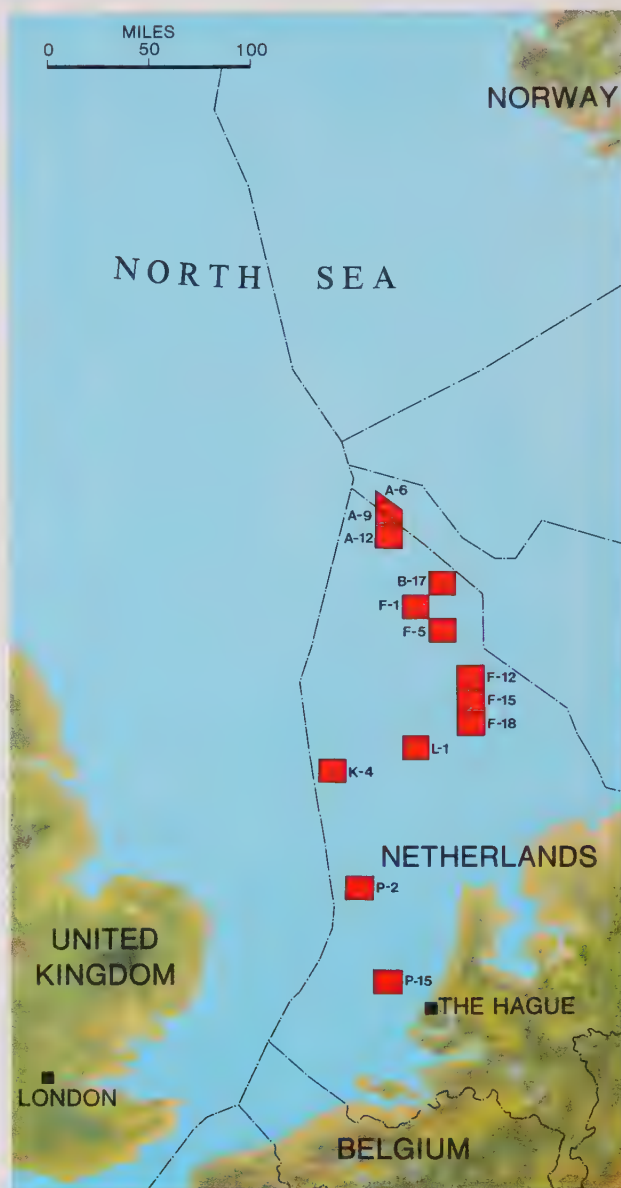 MILES
0 50 100
NORWAY
NORTH SEA
A-6
A-9
A-12
B-17
F-1
F-5
F-12
F-15
F-18
L-1
K-4
NETHERLANDS
P-2
UNITED
KINGDOM
P-15
THE HAGUE
LONDON
BELGIUM